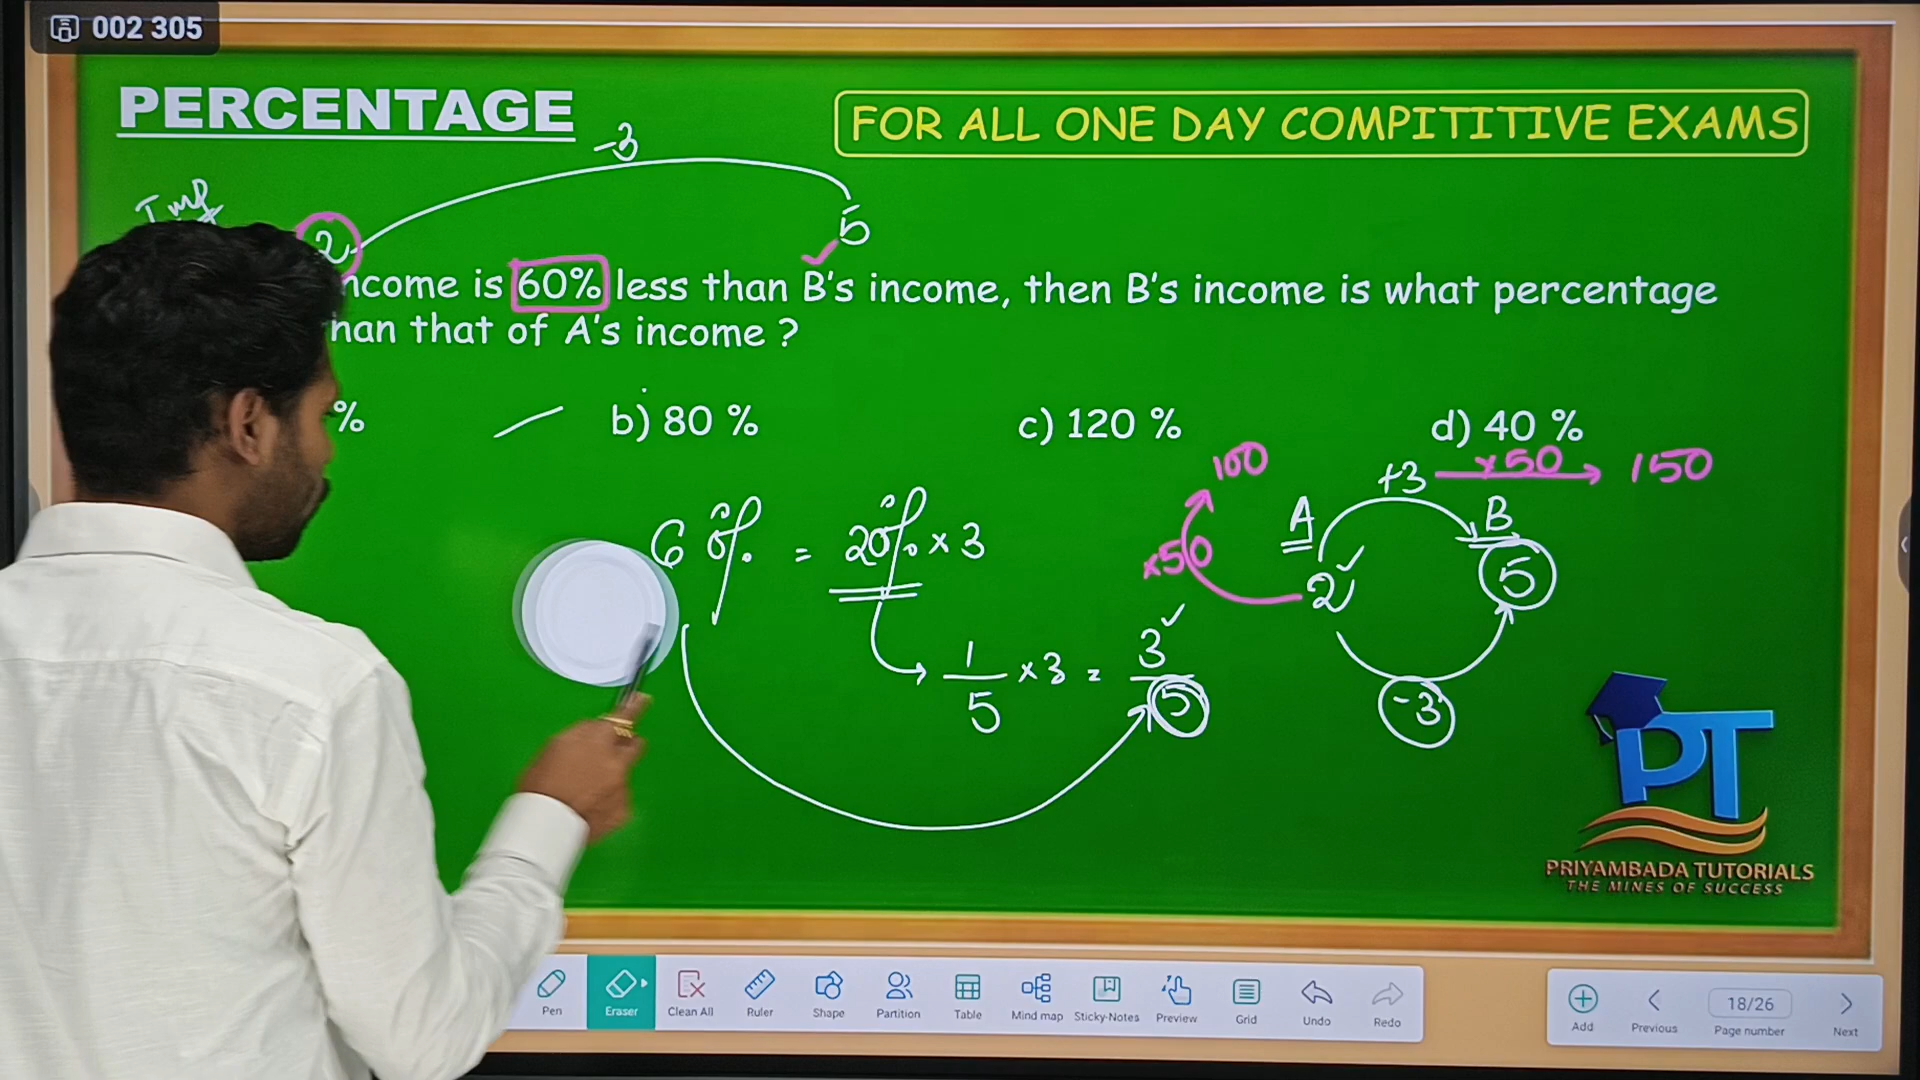 002 305
PERCENTAGE
FOR ALL ONE DAY COMPITITIVE EXAMS
-3
Imp
2
5
ncome is 60% less than B's income, then B's income is what percentage
han that of A's income ?
% b) 80 % c) 120 % d) 40 %
100
+3 ×50 150
A B
60% = 20% × 3
×50
2 5
1/5 × 3 = 3/5
-3
PT
PRIYAMBADA TUTORIALS
THE MINES OF SUCCESS
Pen Eraser Clean All Ruler Shape Partition Table Mind map Sticky-Notes Preview Grid Undo Redo
18/26
Add Previous Page number Next